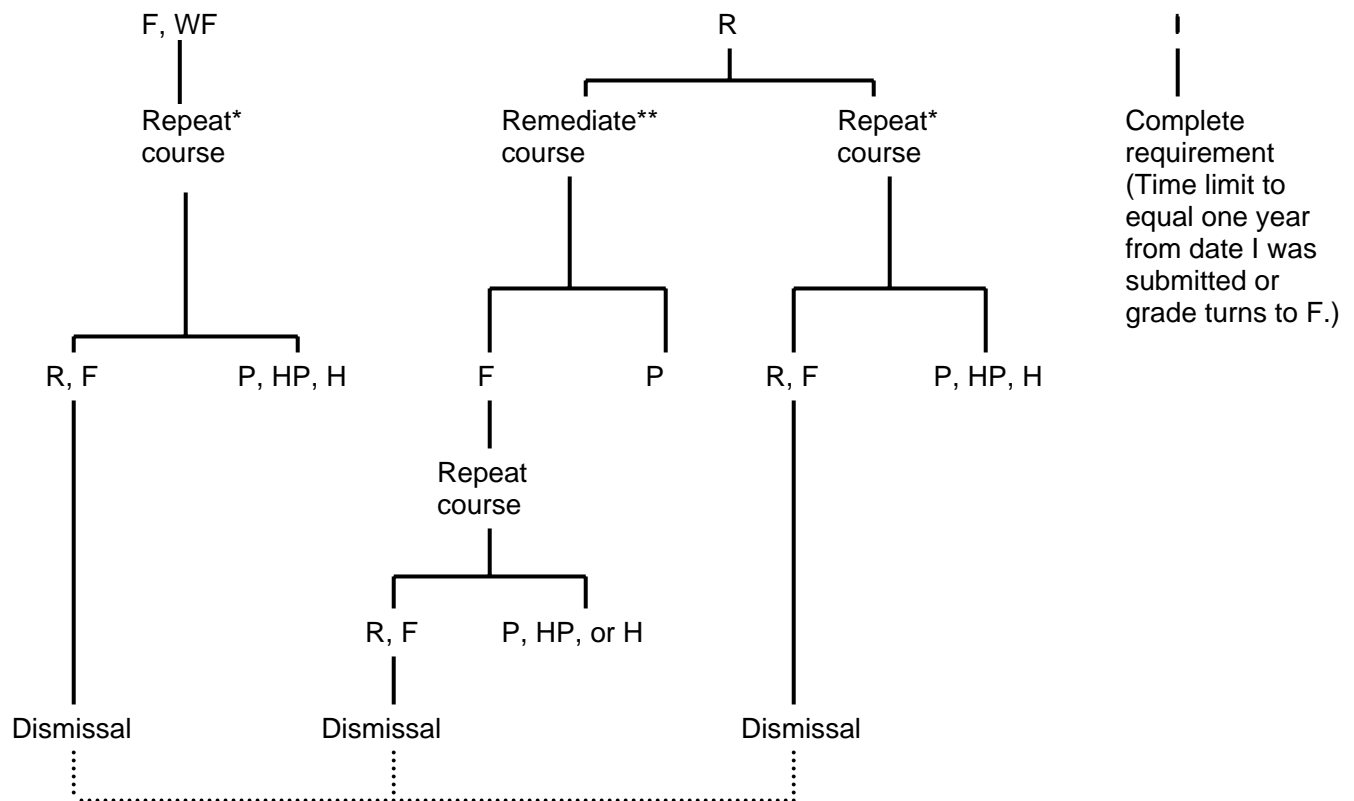 F, WF
R
I
Repeat*
course
Remediate**
course
Repeat*
course
Complete
requirement
(Time limit to
equal one year
from date I was
submitted or
grade turns to F.)
R, F
P, HP, H
F
P
R, F
P, HP, H
Repeat
course
R, F
P, HP, or H
Dismissal
Dismissal
Dismissal